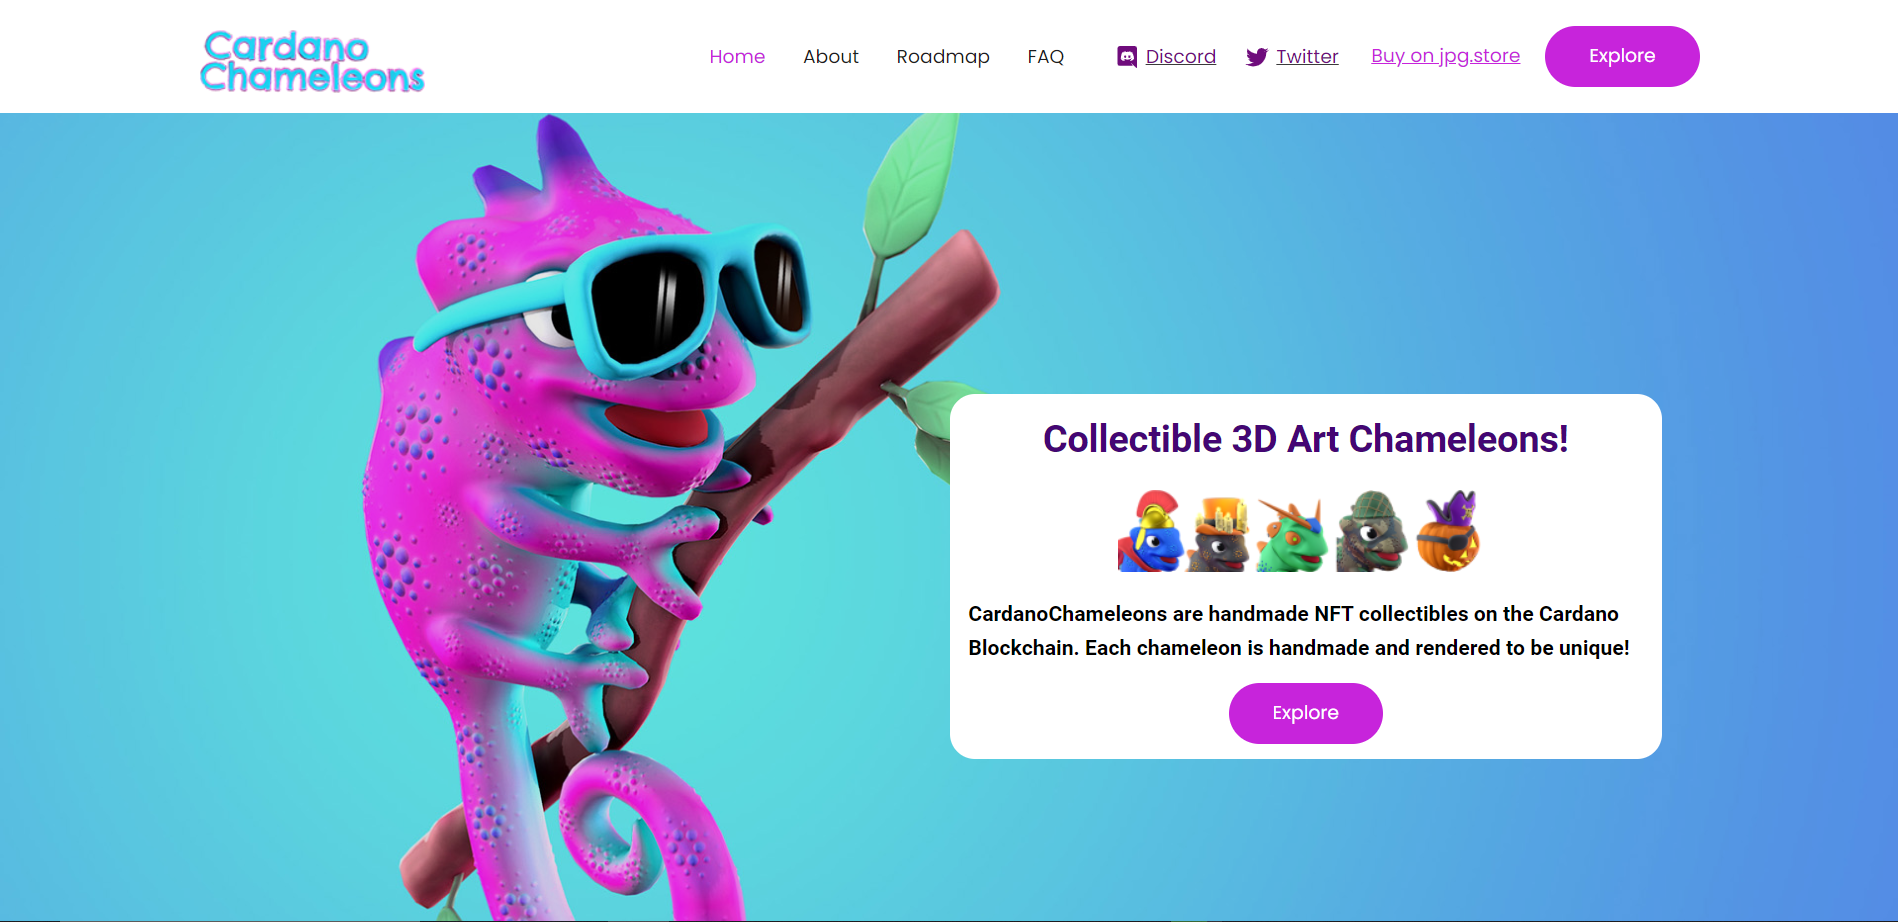 Cardano
Chameleons
Home
About
Roadmap
FAQ
Discord
Twitter
Buy on jpg.store
Explore
Collectible 3D Art Chameleons!
CardanoChameleons are handmade NFT collectibles on the Cardano
Blockchain. Each chameleon is handmade and rendered to be unique!
Explore